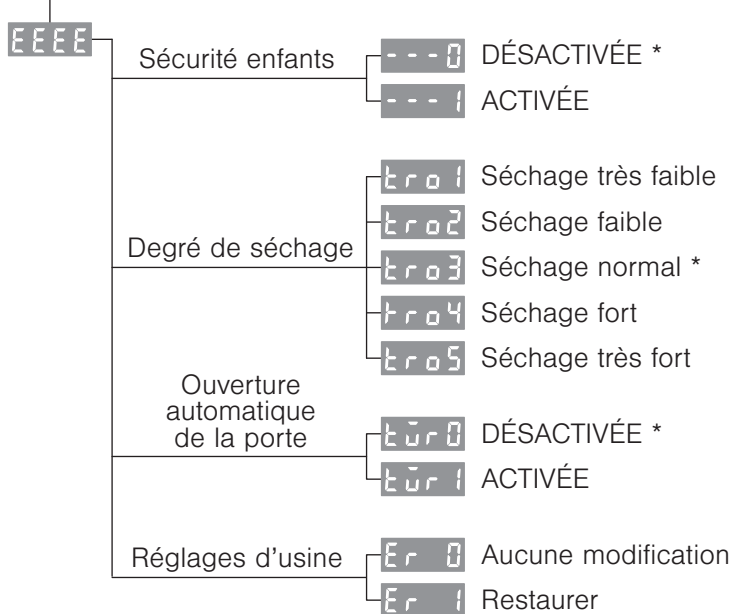 EEEE
Sécurité enfants
---0 DÉSACTIVÉE *
---1 ACTIVÉE
Degré de séchage
tro1 Séchage très faible
tro2 Séchage faible
tro3 Séchage normal *
tro4 Séchage fort
tro5 Séchage très fort
Ouverture
automatique
de la porte
tür0 DÉSACTIVÉE *
tür1 ACTIVÉE
Réglages d'usine
Er 0 Aucune modification
Er 1 Restaurer